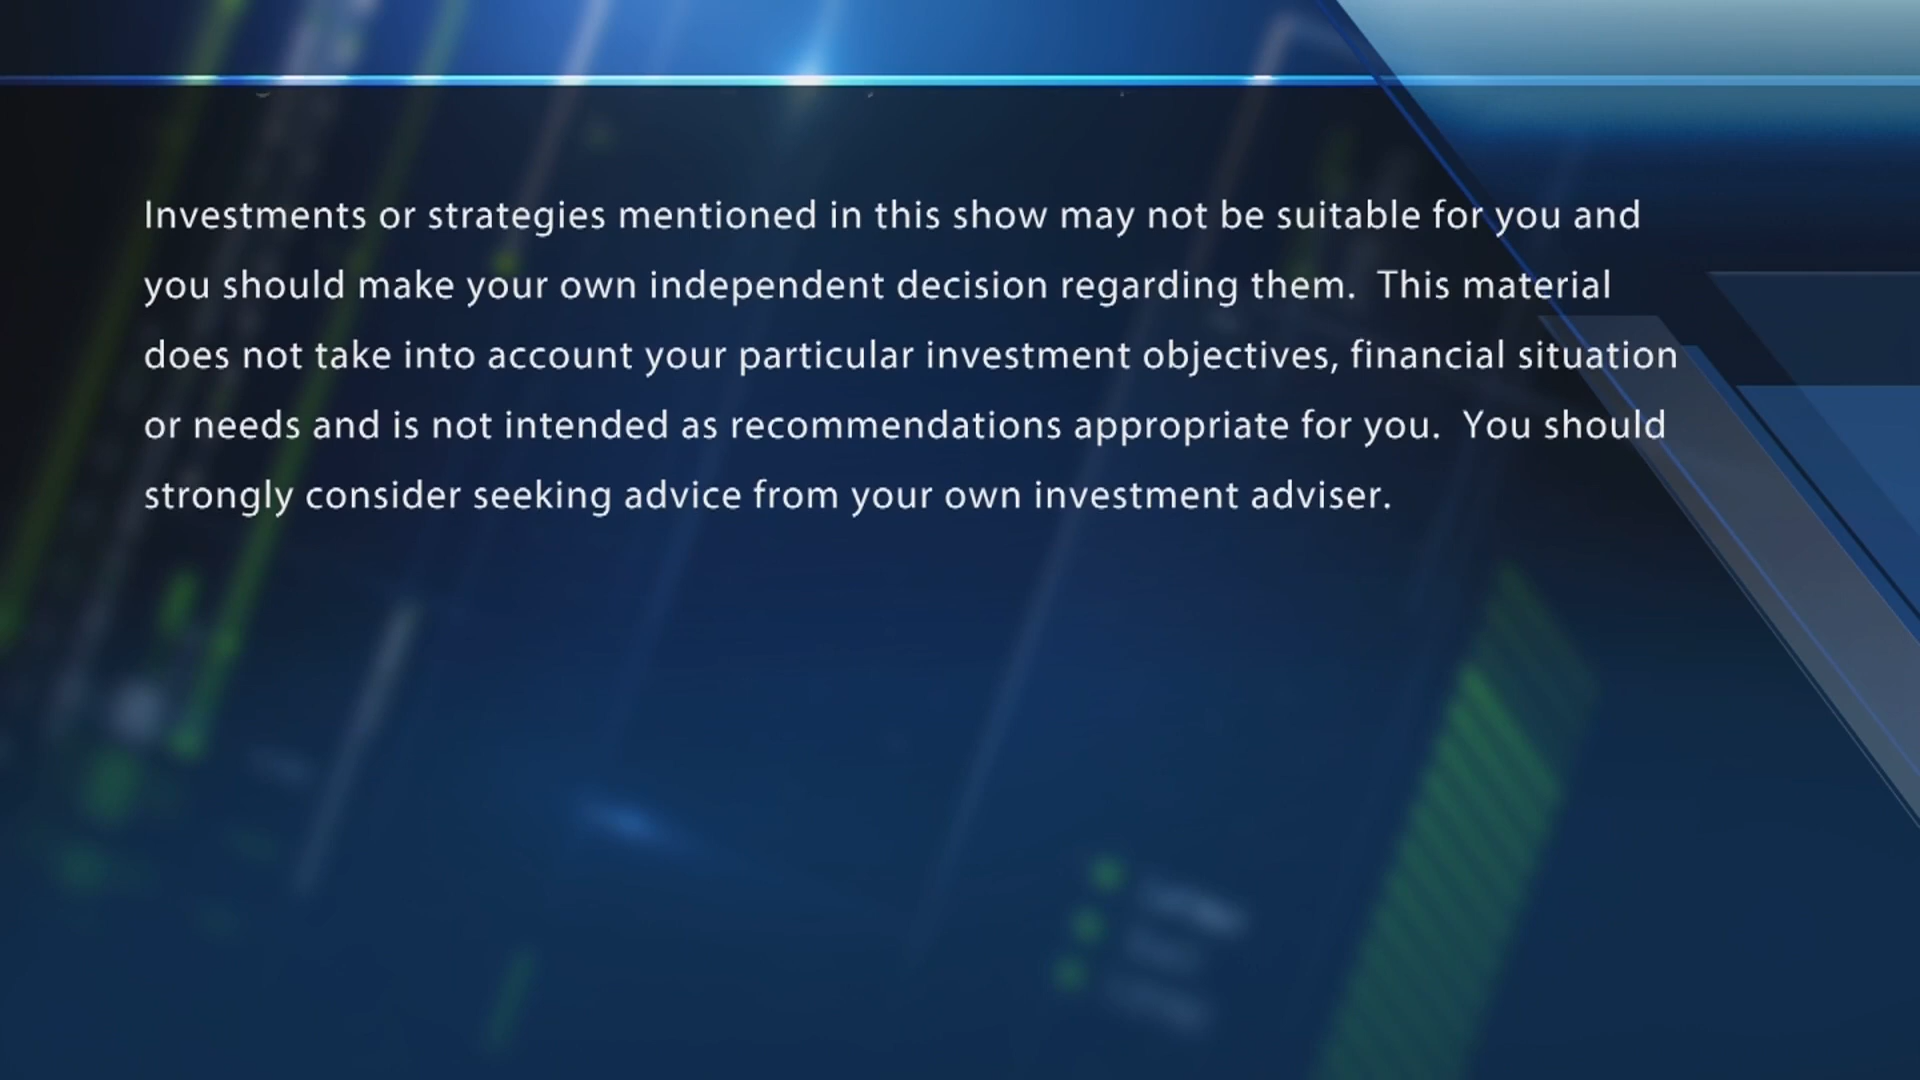 Investments or strategies mentioned in this show may not be suitable for you and
you should make your own independent decision regarding them.  This material
does not take into account your particular investment objectives, financial situation
or needs and is not intended as recommendations appropriate for you.  You should
strongly consider seeking advice from your own investment adviser.